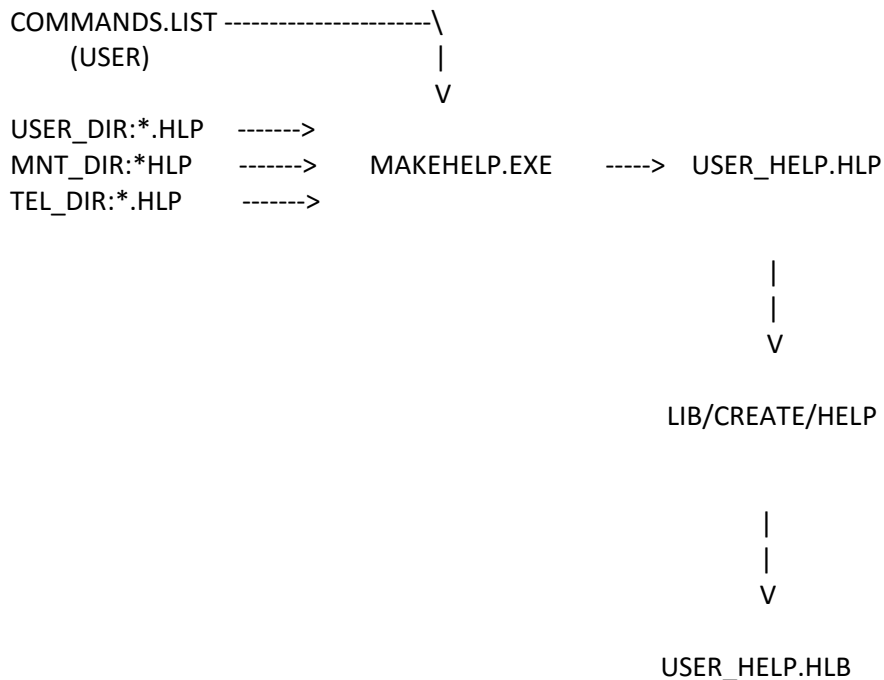 COMMANDS.LIST -----------------------\
(USER) |
V
USER_DIR:*.HLP ------->
MNT_DIR:*HLP -------> MAKEHELP.EXE -----> USER_HELP.HLP
TEL_DIR:*.HLP ------->
|
|
V
LIB/CREATE/HELP
|
|
V
USER_HELP.HLB